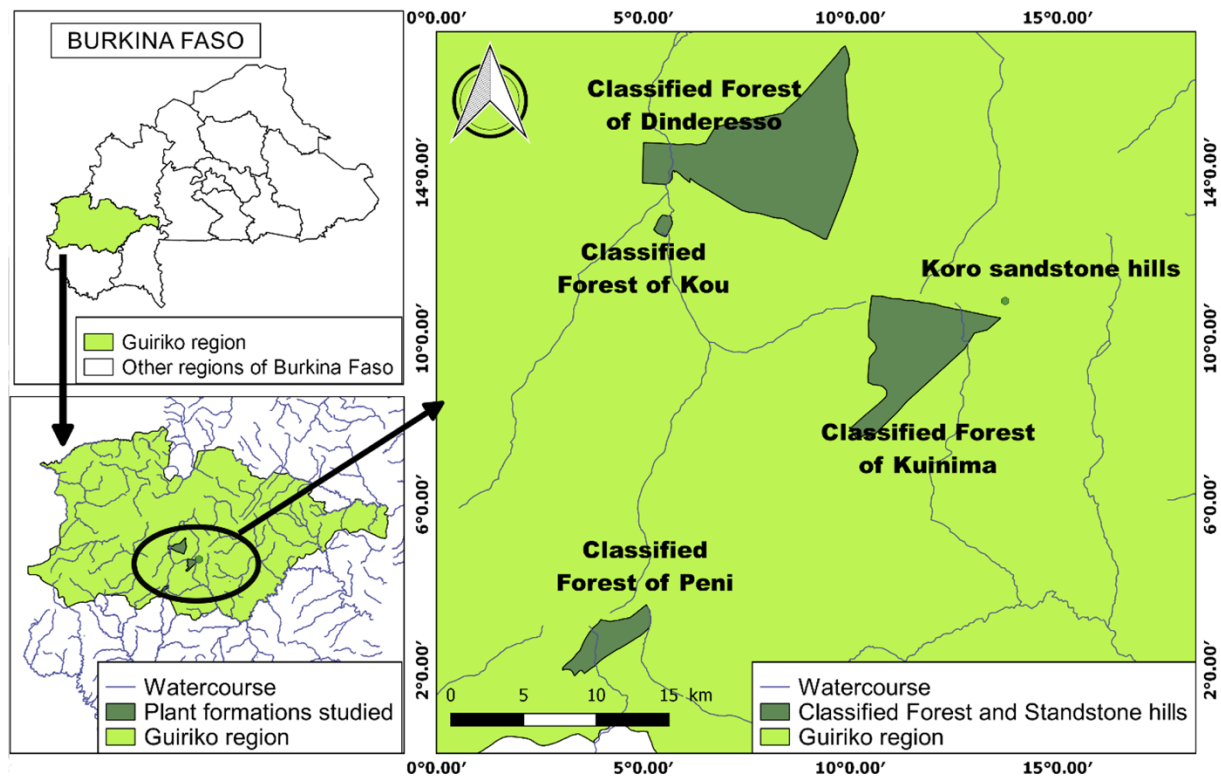 BURKINA FASO
Guiriko region
Other regions of Burkina Faso
Watercourse
Plant formations studied
Guiriko region
0°0.00′ 5°0.00′ 10°0.00′ 15°0.00′
14°0.00′
10°0.00′
6°0.00′
2°0.00′
Classified Forest
of Dinderesso
Classified
Forest of Kou
Koro sandstone hills
Classified Forest
of Kuinima
Classified
Forest of Peni
0 5 10 15 km
Watercourse
Classified Forest and Standstone hills
Guiriko region
14°0.00′
10°0.00′
6°0.00′
2°0.00′
0°0.00′ 5°0.00′ 10°0.00′ 15°0.00′